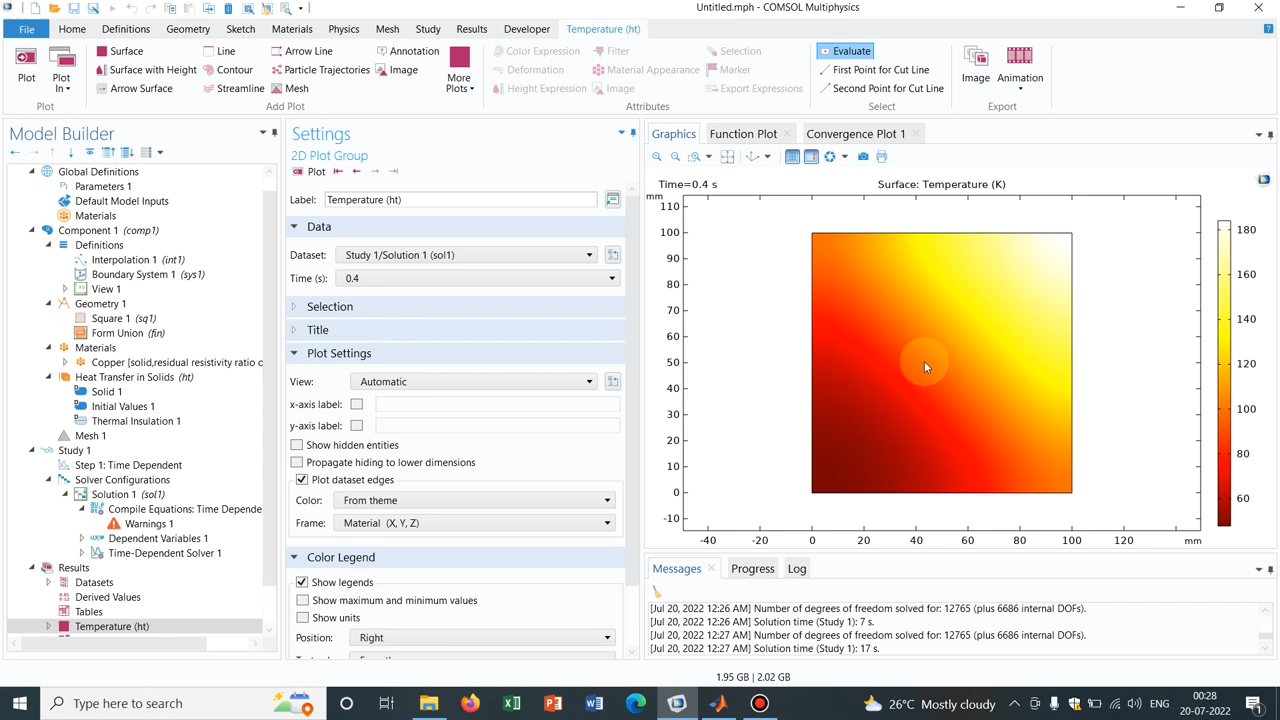 Untitled.mph - COMSOL Multiphysics
File Home Definitions Geometry Sketch Materials Physics Mesh Study Results Developer Temperature (ht)
Plot
Plot In
Surface
Surface with Height
Arrow Surface
Line
Contour
Streamline
Arrow Line
Particle Trajectories
Mesh
Annotation
Image
More Plots
Color Expression
Deformation
Height Expression
Filter
Material Appearance
Image
Selection
Marker
Export Expressions
Evaluate
First Point for Cut Line
Second Point for Cut Line
Image
Animation
Plot Add Plot Attributes Select Export
Model Builder
Global Definitions
Parameters 1
Default Model Inputs
Materials
Component 1 (comp1)
Definitions
Interpolation 1 (int1)
Boundary System 1 (sys1)
View 1
Geometry 1
Square 1 (sq1)
Form Union (fin)
Materials
Copper [solid,residual resistivity ratio c
Heat Transfer in Solids (ht)
Solid 1
Initial Values 1
Thermal Insulation 1
Mesh 1
Study 1
Step 1: Time Dependent
Solver Configurations
Solution 1 (sol1)
Compile Equations: Time Depende
Warnings 1
Dependent Variables 1
Time-Dependent Solver 1
Results
Datasets
Derived Values
Tables
Temperature (ht)
Settings
2D Plot Group
Plot
Label: Temperature (ht)
Data
Dataset: Study 1/Solution 1 (sol1)
Time (s): 0.4
Selection
Title
Plot Settings
View: Automatic
x-axis label:
y-axis label:
Show hidden entities
Propagate hiding to lower dimensions
Plot dataset edges
Color: From theme
Frame: Material (X, Y, Z)
Color Legend
Show legends
Show maximum and minimum values
Show units
Position: Right
Graphics Function Plot Convergence Plot 1
Time=0.4 s Surface: Temperature (K)
mm
110
100
90
80
70
60
50
40
30
20
10
0
-10
-40 -20 0 20 40 60 80 100 120 mm
180
160
140
120
100
80
60
Messages Progress Log
[Jul 20, 2022 12:26 AM] Number of degrees of freedom solved for: 12765 (plus 6686 internal DOFs).
[Jul 20, 2022 12:26 AM] Solution time (Study 1): 7 s.
[Jul 20, 2022 12:27 AM] Number of degrees of freedom solved for: 12765 (plus 6686 internal DOFs).
[Jul 20, 2022 12:27 AM] Solution time (Study 1): 17 s.
1.95 GB | 2.02 GB
Type here to search
26°C Mostly cloudy
ENG
00:28
20-07-2022